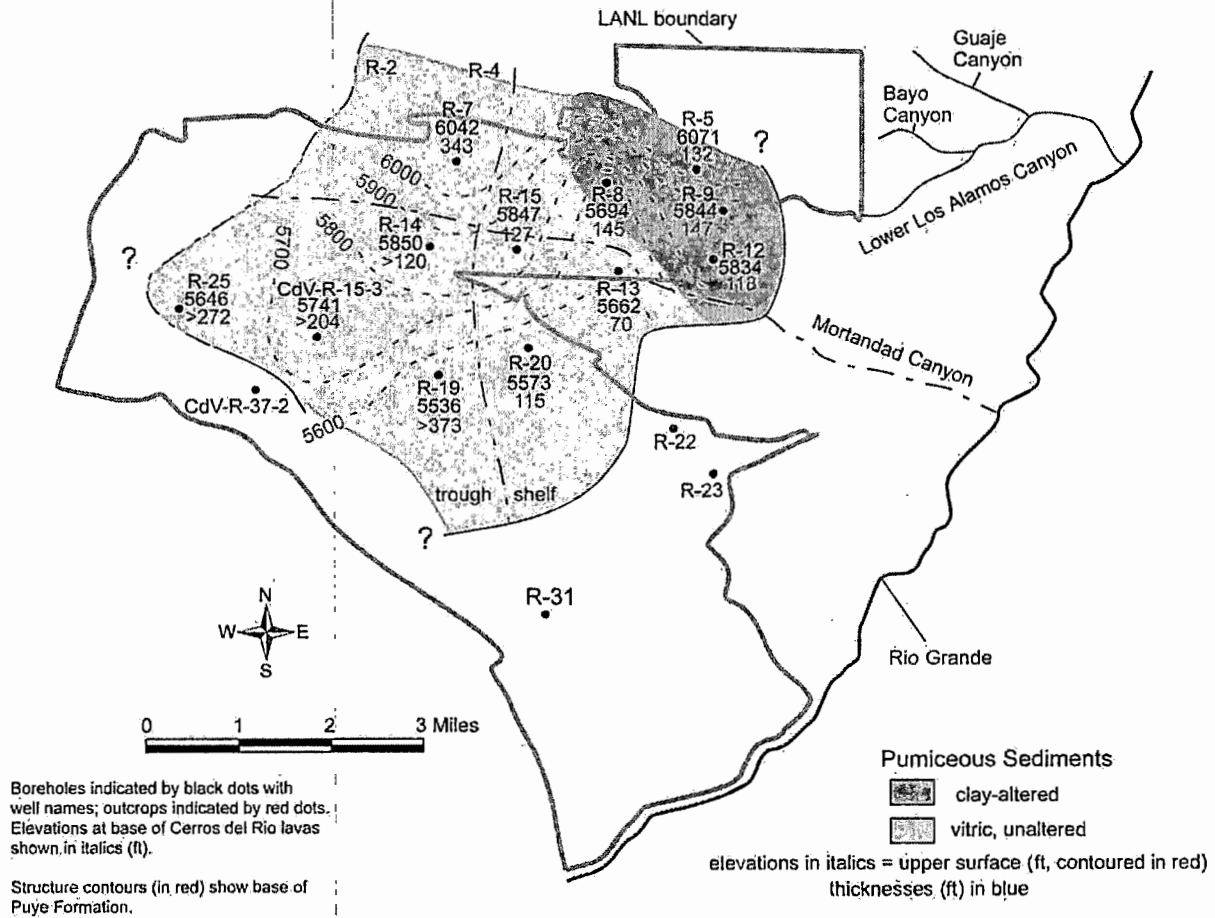 LANL boundary
Guaje
Canyon
Bayo
Canyon
Lower Los Alamos Canyon
R-2
R-4
R-7
6042
343
R-5
6071
132
?
6000
5900
5800
5700
R-15
5847
127
R-8
5694
145
R-9
5844
147
R-14
5850
>120
R-12
5834
118
?
R-25
5646
>272
CdV-R-15-3
5741
>204
R-13
5662
70
Mortandad Canyon
R-20
5573
115
R-19
5536
>373
CdV-R-37-2
5600
R-22
R-23
trough
shelf
?
R-31
N
W
E
S
Rio Grande
0 1 2 3 Miles
Pumiceous Sediments
clay-altered
vitric, unaltered
elevations in italics = upper surface (ft, contoured in red)
thicknesses (ft) in blue
Boreholes indicated by black dots with
well names; outcrops indicated by red dots.
Elevations at base of Cerros del Rio lavas
shown in italics (ft).
Structure contours (in red) show base of
Puye Formation.